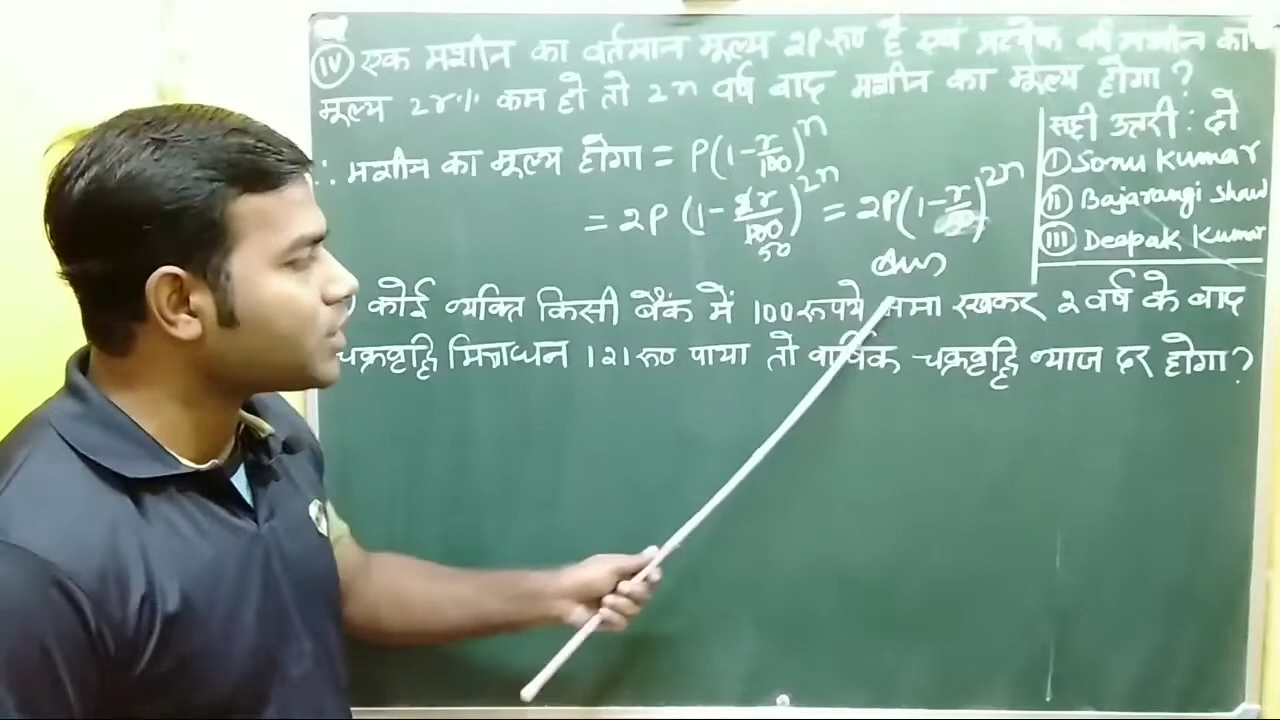 (IV) एक मशीन का वर्तमान मूल्य 2P रू० है एवं प्रत्येक वर्ष मशीन का
मूल्य 2r% कम हो तो 2n वर्ष बाद मशीन का मूल्य होगा ?
∴ मशीन का मूल्य होगा = P(1-r/100)^n
= 2P (1-2r/100)^2n = 2P(1-r/50)^2n
50
Ans
सही उत्तरी : दो
(I) Sonu Kumar
(II) Bajarangi Shaw
(III) Deepak Kumar
) कोई व्यक्ति किसी बैंक में 100 रूपये जमा रखकर 2 वर्ष के बाद
चक्रवृद्धि मिश्रधन 121 रू० पाया तो वार्षिक चक्रवृद्धि ब्याज दर होगा ?